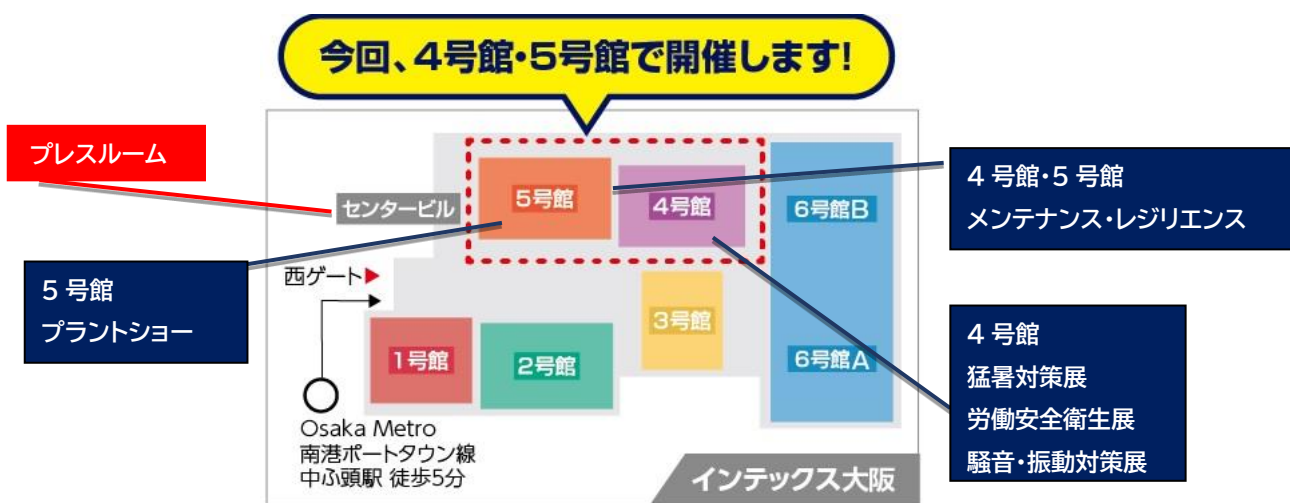 今回、4号館・5号館で開催します!
プレスルーム
センタービル
5号館
4号館
6号館B
4 号館・5 号館
メンテナンス・レジリエンス
5 号館
プラントショー
西ゲート▶
1号館
2号館
3号館
6号館A
4 号館
猛暑対策展
労働安全衛生展
騒音・振動対策展
Osaka Metro
南港ポートタウン線
中ふ頭駅 徒歩5分
インテックス大阪